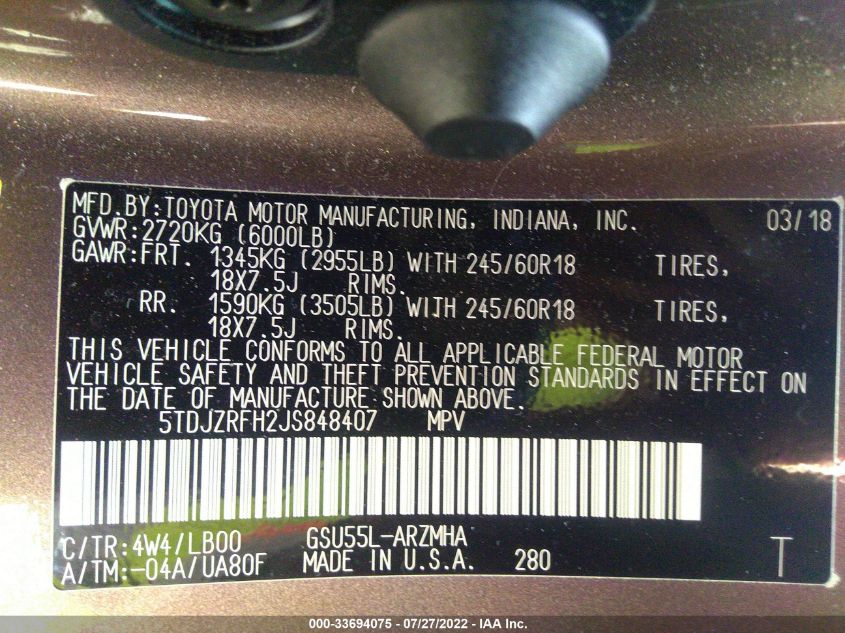 MFD.BY:TOYOTA MOTOR MANUFACTURING, INDIANA, INC. 03/18
GVWR:2720KG (6000LB)
GAWR:FRT. 1345KG (2955LB) WITH 245/60R18 TIRES,
18X7.5J RIMS.
RR. 1590KG (3505LB) WITH 245/60R18 TIRES,
18X7.5J RIMS.
THIS VEHICLE CONFORMS TO ALL APPLICABLE FEDERAL MOTOR
VEHICLE SAFETY AND THEFT PREVENTION STANDARDS IN EFFECT ON
THE DATE OF MANUFACTURE SHOWN ABOVE.
5TDJZRFH2JS848407 MPV
C/TR:4W4/LB00 GSU55L-ARZMHA
A/TM:-04A/UA80F MADE IN U.S.A. 280 T
000-33694075 - 07/27/2022 - IAA Inc.